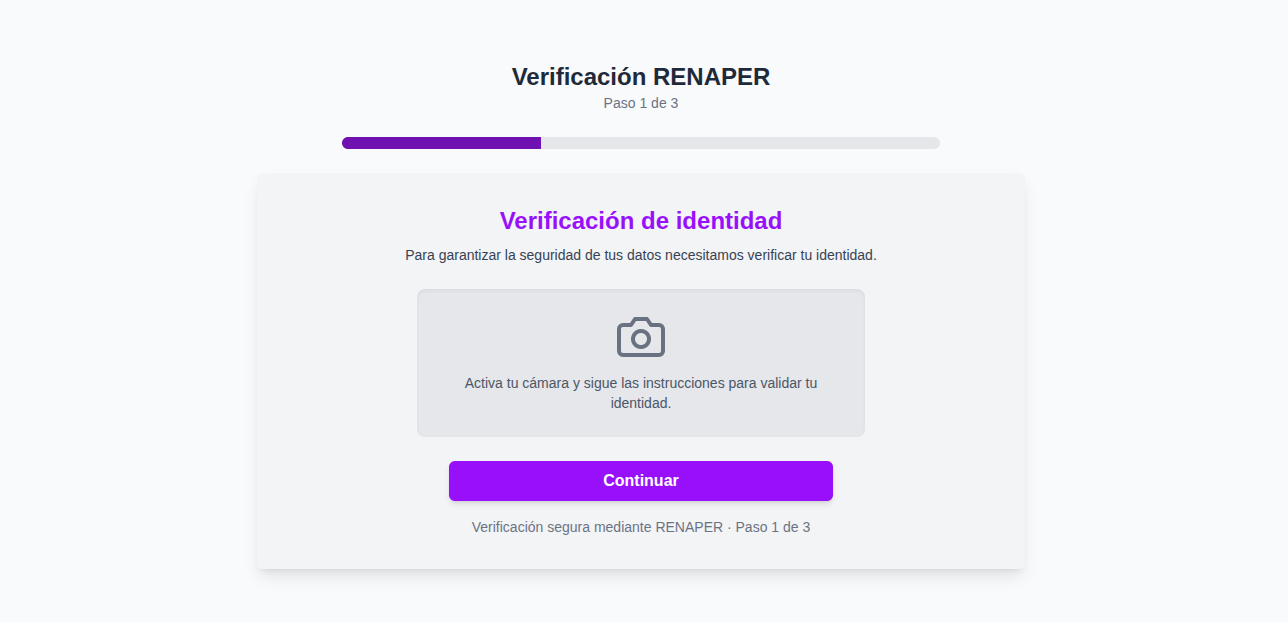 Verificación RENAPER
Paso 1 de 3
Verificación de identidad
Para garantizar la seguridad de tus datos necesitamos verificar tu identidad.
Activa tu cámara y sigue las instrucciones para validar tu
identidad.
Continuar
Verificación segura mediante RENAPER · Paso 1 de 3